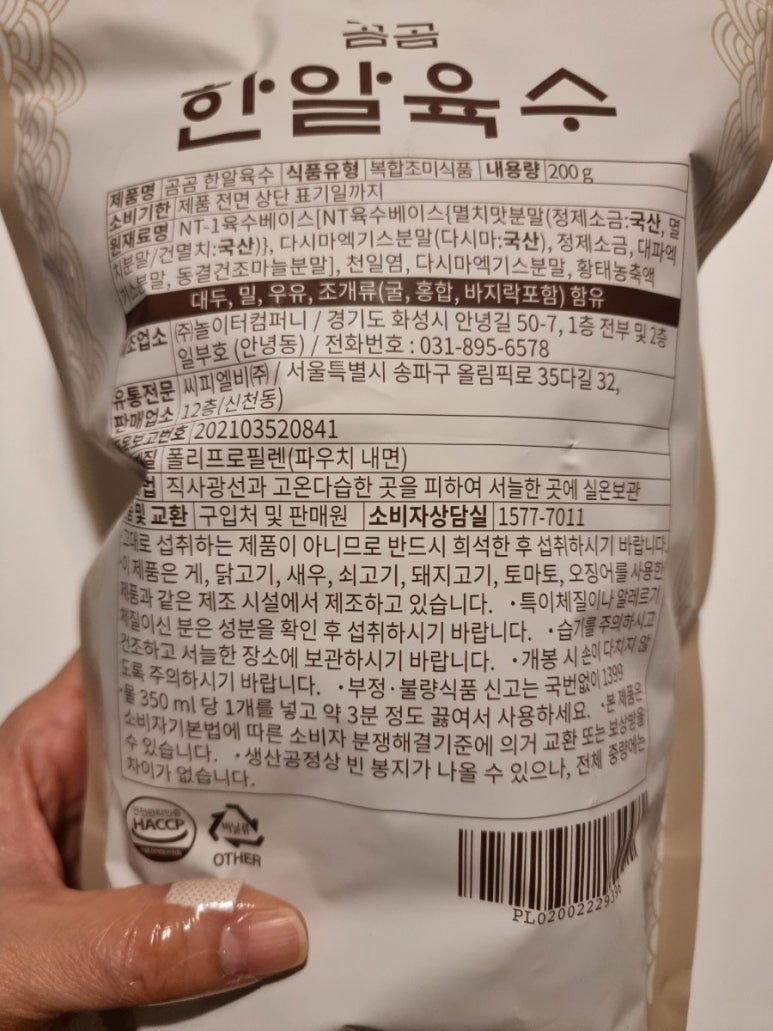 곰곰
한알육수
제품명 곰곰 한알육수 식품유형 복합조미식품 내용량 200 g
소비기한 제품 전면 상단 표기일까지
원재료명 NT-1육수베이스[NT육수베이스{멸치맛분말(정제소금:국산, 멸
치분말/건멸치:국산)}, 다시마엑기스분말(다시마:국산), 정제소금, 대파엑
기스분말, 동결건조마늘분말], 천일염, 다시마엑기스분말, 황태농축액
대두, 밀, 우유, 조개류(굴, 홍합, 바지락포함) 함유
조업소 ㈜놀이터컴퍼니 / 경기도 화성시 안녕길 50-7, 1층 전부 및 2층
일부호 (안녕동) / 전화번호 : 031-895-6578
유통전문 씨피엘비㈜ / 서울특별시 송파구 올림픽로 35다길 32,
판매업소 12층(신천동)
보고번호 202103520841
질 폴리프로필렌(파우치 내면)
법 직사광선과 고온다습한 곳을 피하여 서늘한 곳에 실온보관
및 교환 구입처 및 판매원 소비자상담실 1577-7011
그대로 섭취하는 제품이 아니므로 반드시 희석한 후 섭취하시기 바랍니다.
·이 제품은 게, 닭고기, 새우, 쇠고기, 돼지고기, 토마토, 오징어를 사용한
제품과 같은 제조 시설에서 제조하고 있습니다. ·특이체질이나 알레르기
체질이신 분은 성분을 확인 후 섭취하시기 바랍니다. ·습기를 주의하시고
건조하고 서늘한 장소에 보관하시기 바랍니다. ·개봉 시 손이 다치지 않
도록 주의하시기 바랍니다. ·부정·불량식품 신고는 국번없이 1399
·물 350 ml 당 1개를 넣고 약 3분 정도 끓여서 사용하세요. ·본 제품은
소비자기본법에 따른 소비자 분쟁해결기준에 의거 교환 또는 보상받을
수 있습니다. ·생산공정상 빈 봉지가 나올 수 있으나, 전체 중량에는
차이가 없습니다.
안전관리인증
HACCP
비닐류
OTHER
PL02002229396